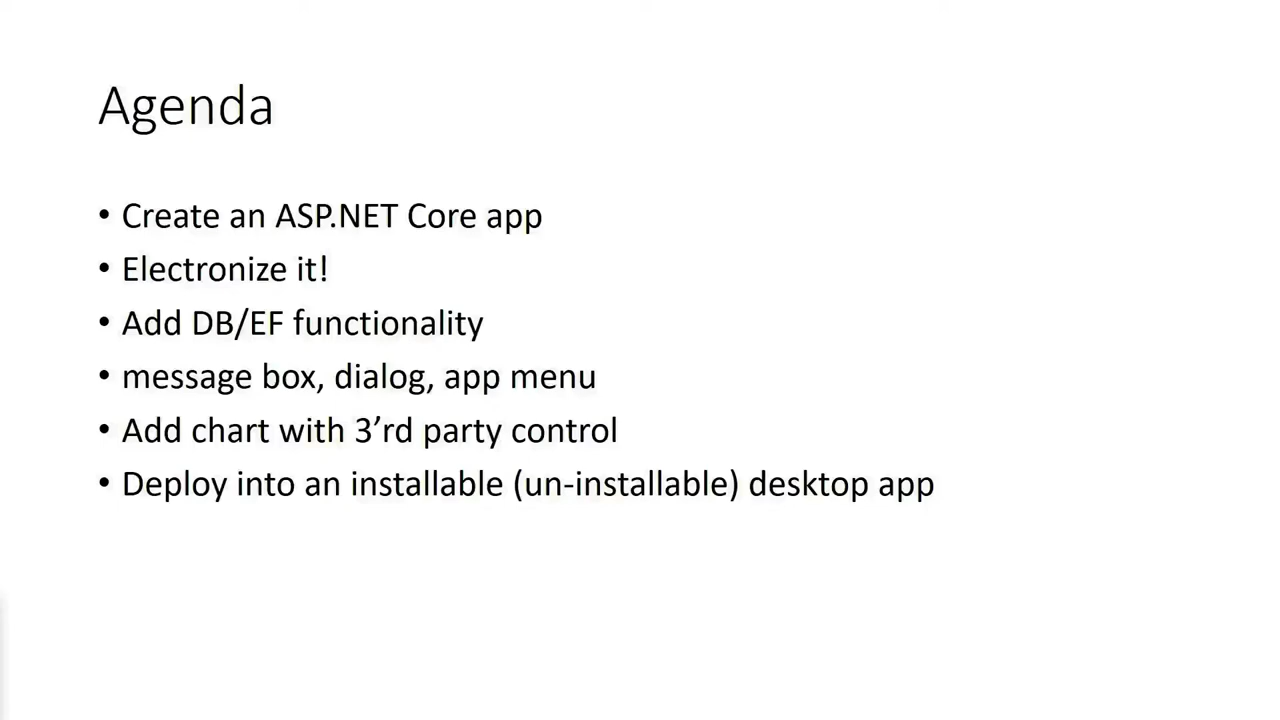 Agenda
• Create an ASP.NET Core app
• Electronize it!
• Add DB/EF functionality
• message box, dialog, app menu
• Add chart with 3’rd party control
• Deploy into an installable (un-installable) desktop app